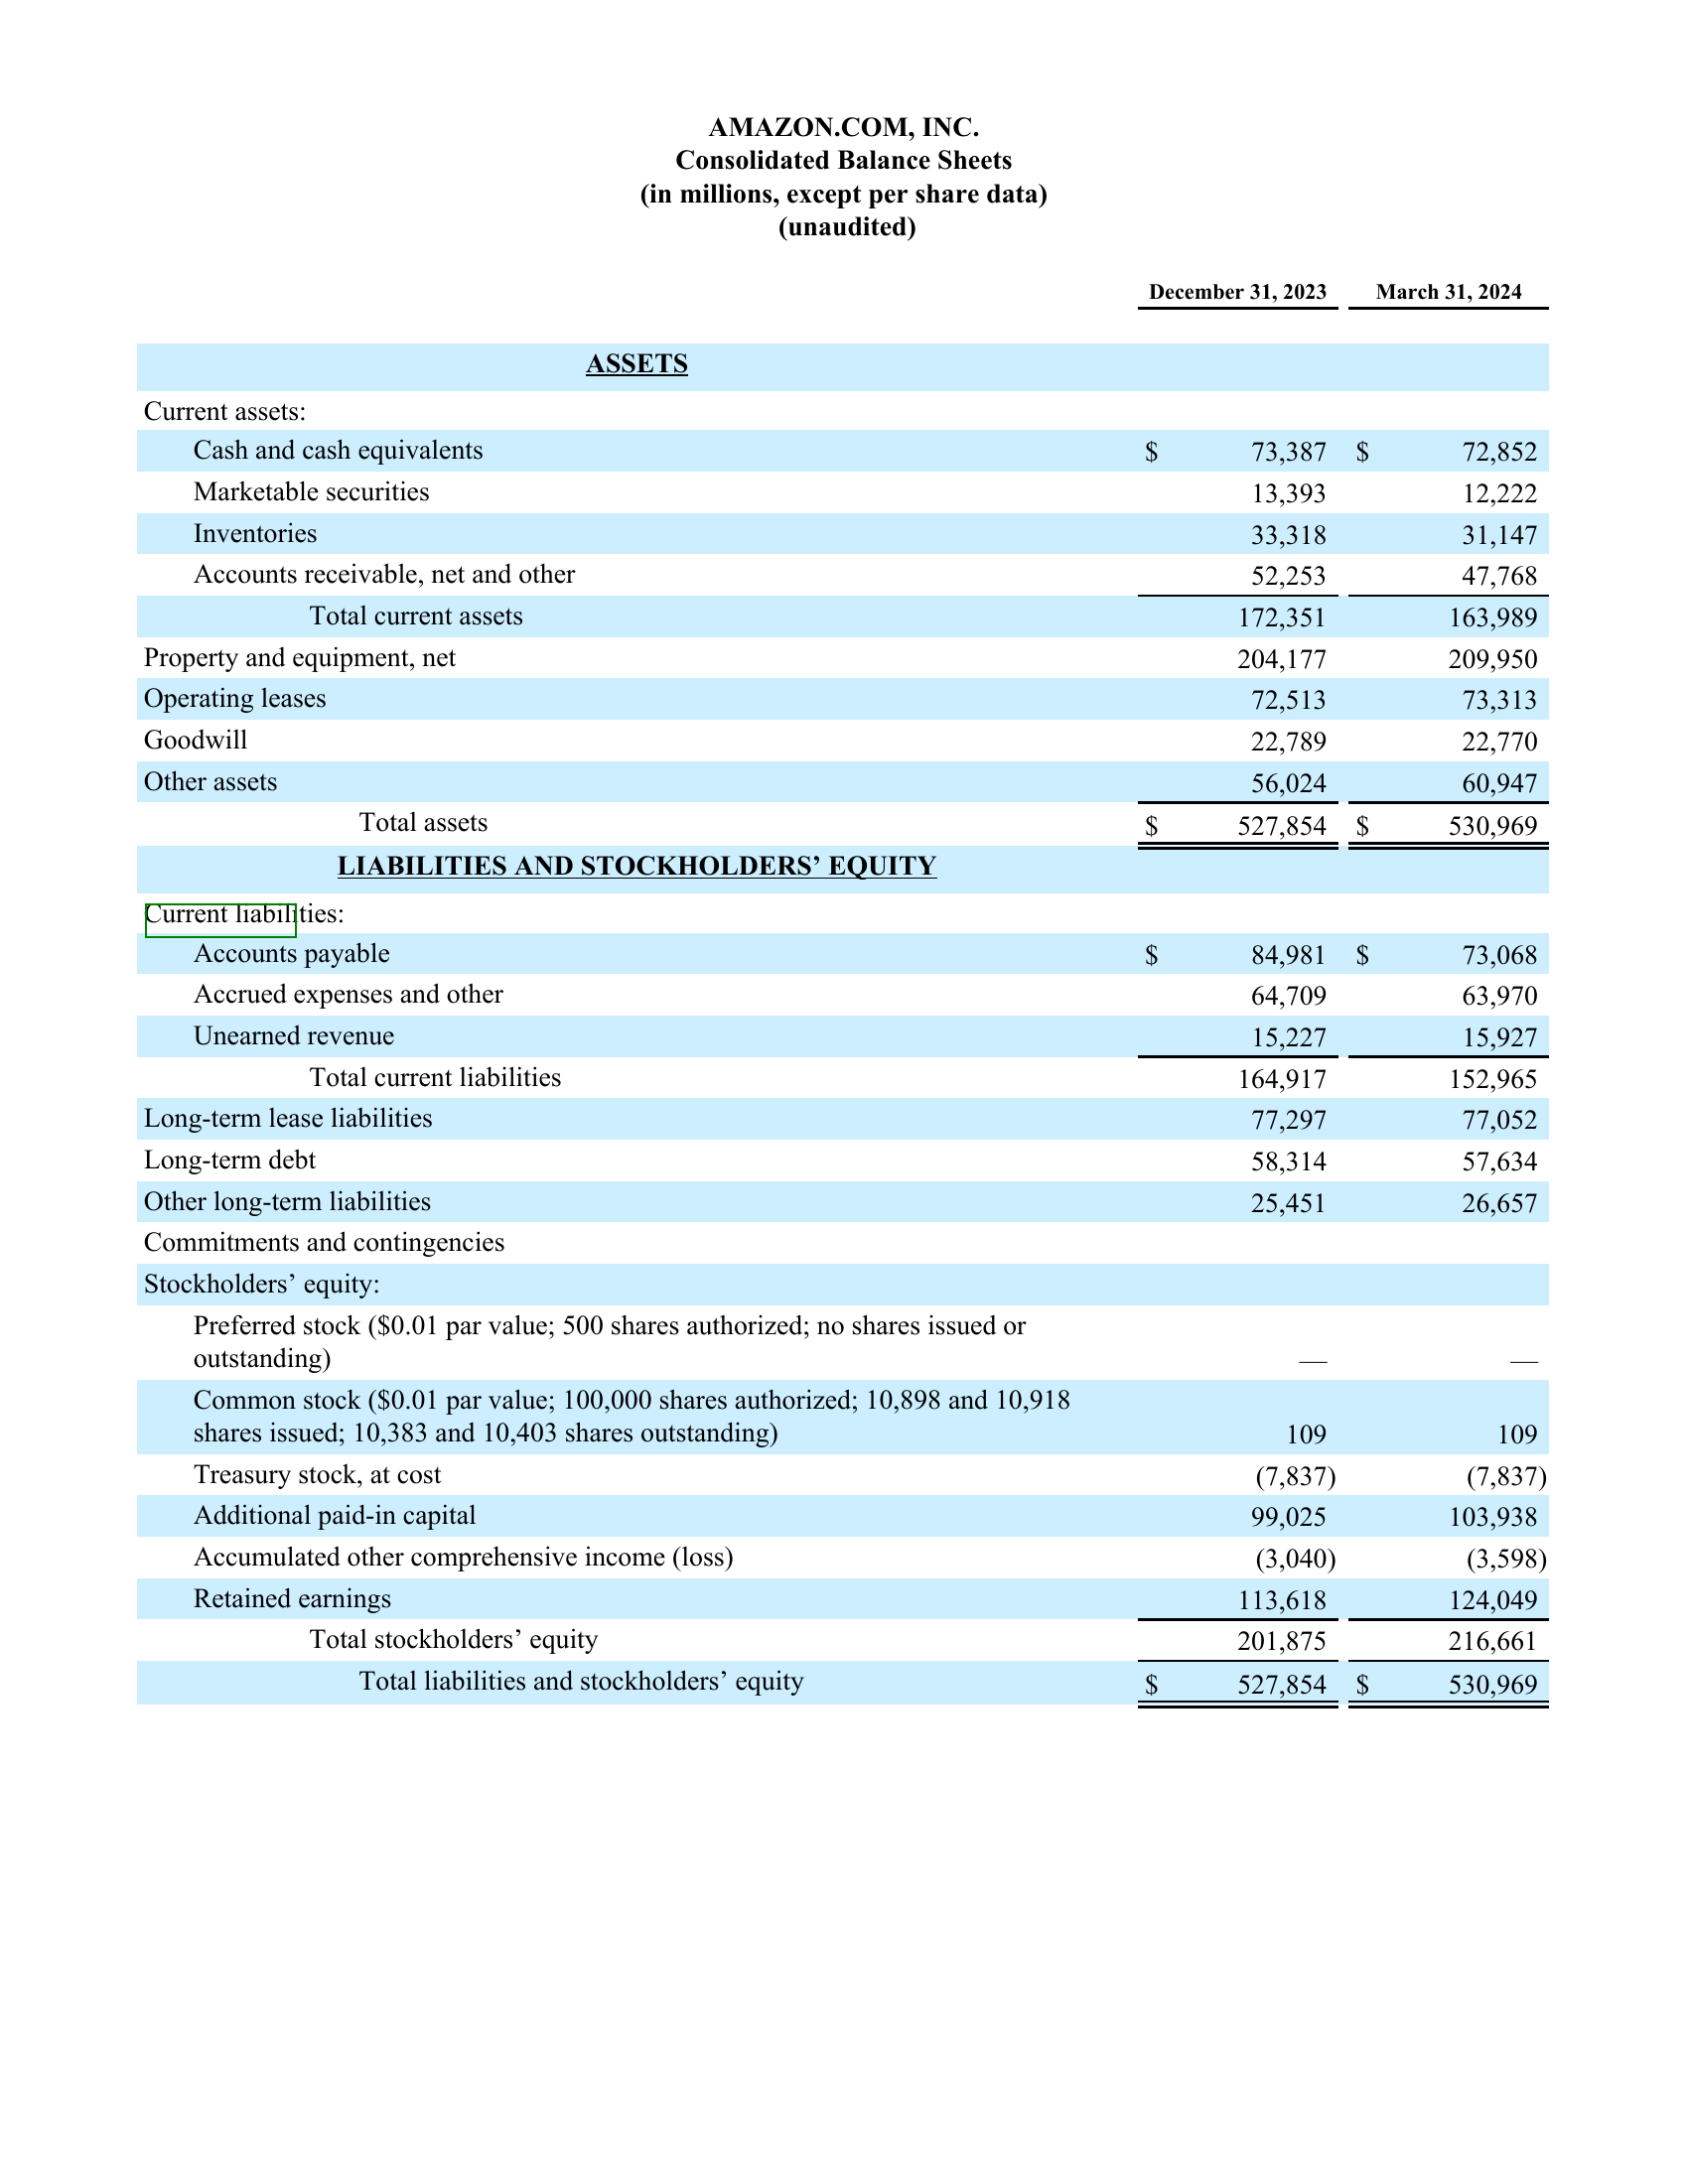 AMAZON.COM, INC.
Consolidated Balance Sheets
(in millions, except per share data)
(unaudited)
December 31, 2023 March 31, 2024
ASSETS
Current assets:
Cash and cash equivalents $ 73,387 $ 72,852
Marketable securities 13,393 12,222
Inventories 33,318 31,147
Accounts receivable, net and other 52,253 47,768
Total current assets 172,351 163,989
Property and equipment, net 204,177 209,950
Operating leases 72,513 73,313
Goodwill 22,789 22,770
Other assets 56,024 60,947
Total assets $ 527,854 $ 530,969
LIABILITIES AND STOCKHOLDERS’ EQUITY
Current liabilities:
Accounts payable $ 84,981 $ 73,068
Accrued expenses and other 64,709 63,970
Unearned revenue 15,227 15,927
Total current liabilities 164,917 152,965
Long-term lease liabilities 77,297 77,052
Long-term debt 58,314 57,634
Other long-term liabilities 25,451 26,657
Commitments and contingencies
Stockholders’ equity:
Preferred stock ($0.01 par value; 500 shares authorized; no shares issued or
outstanding) — —
Common stock ($0.01 par value; 100,000 shares authorized; 10,898 and 10,918
shares issued; 10,383 and 10,403 shares outstanding) 109 109
Treasury stock, at cost (7,837) (7,837)
Additional paid-in capital 99,025 103,938
Accumulated other comprehensive income (loss) (3,040) (3,598)
Retained earnings 113,618 124,049
Total stockholders’ equity 201,875 216,661
Total liabilities and stockholders’ equity $ 527,854 $ 530,969